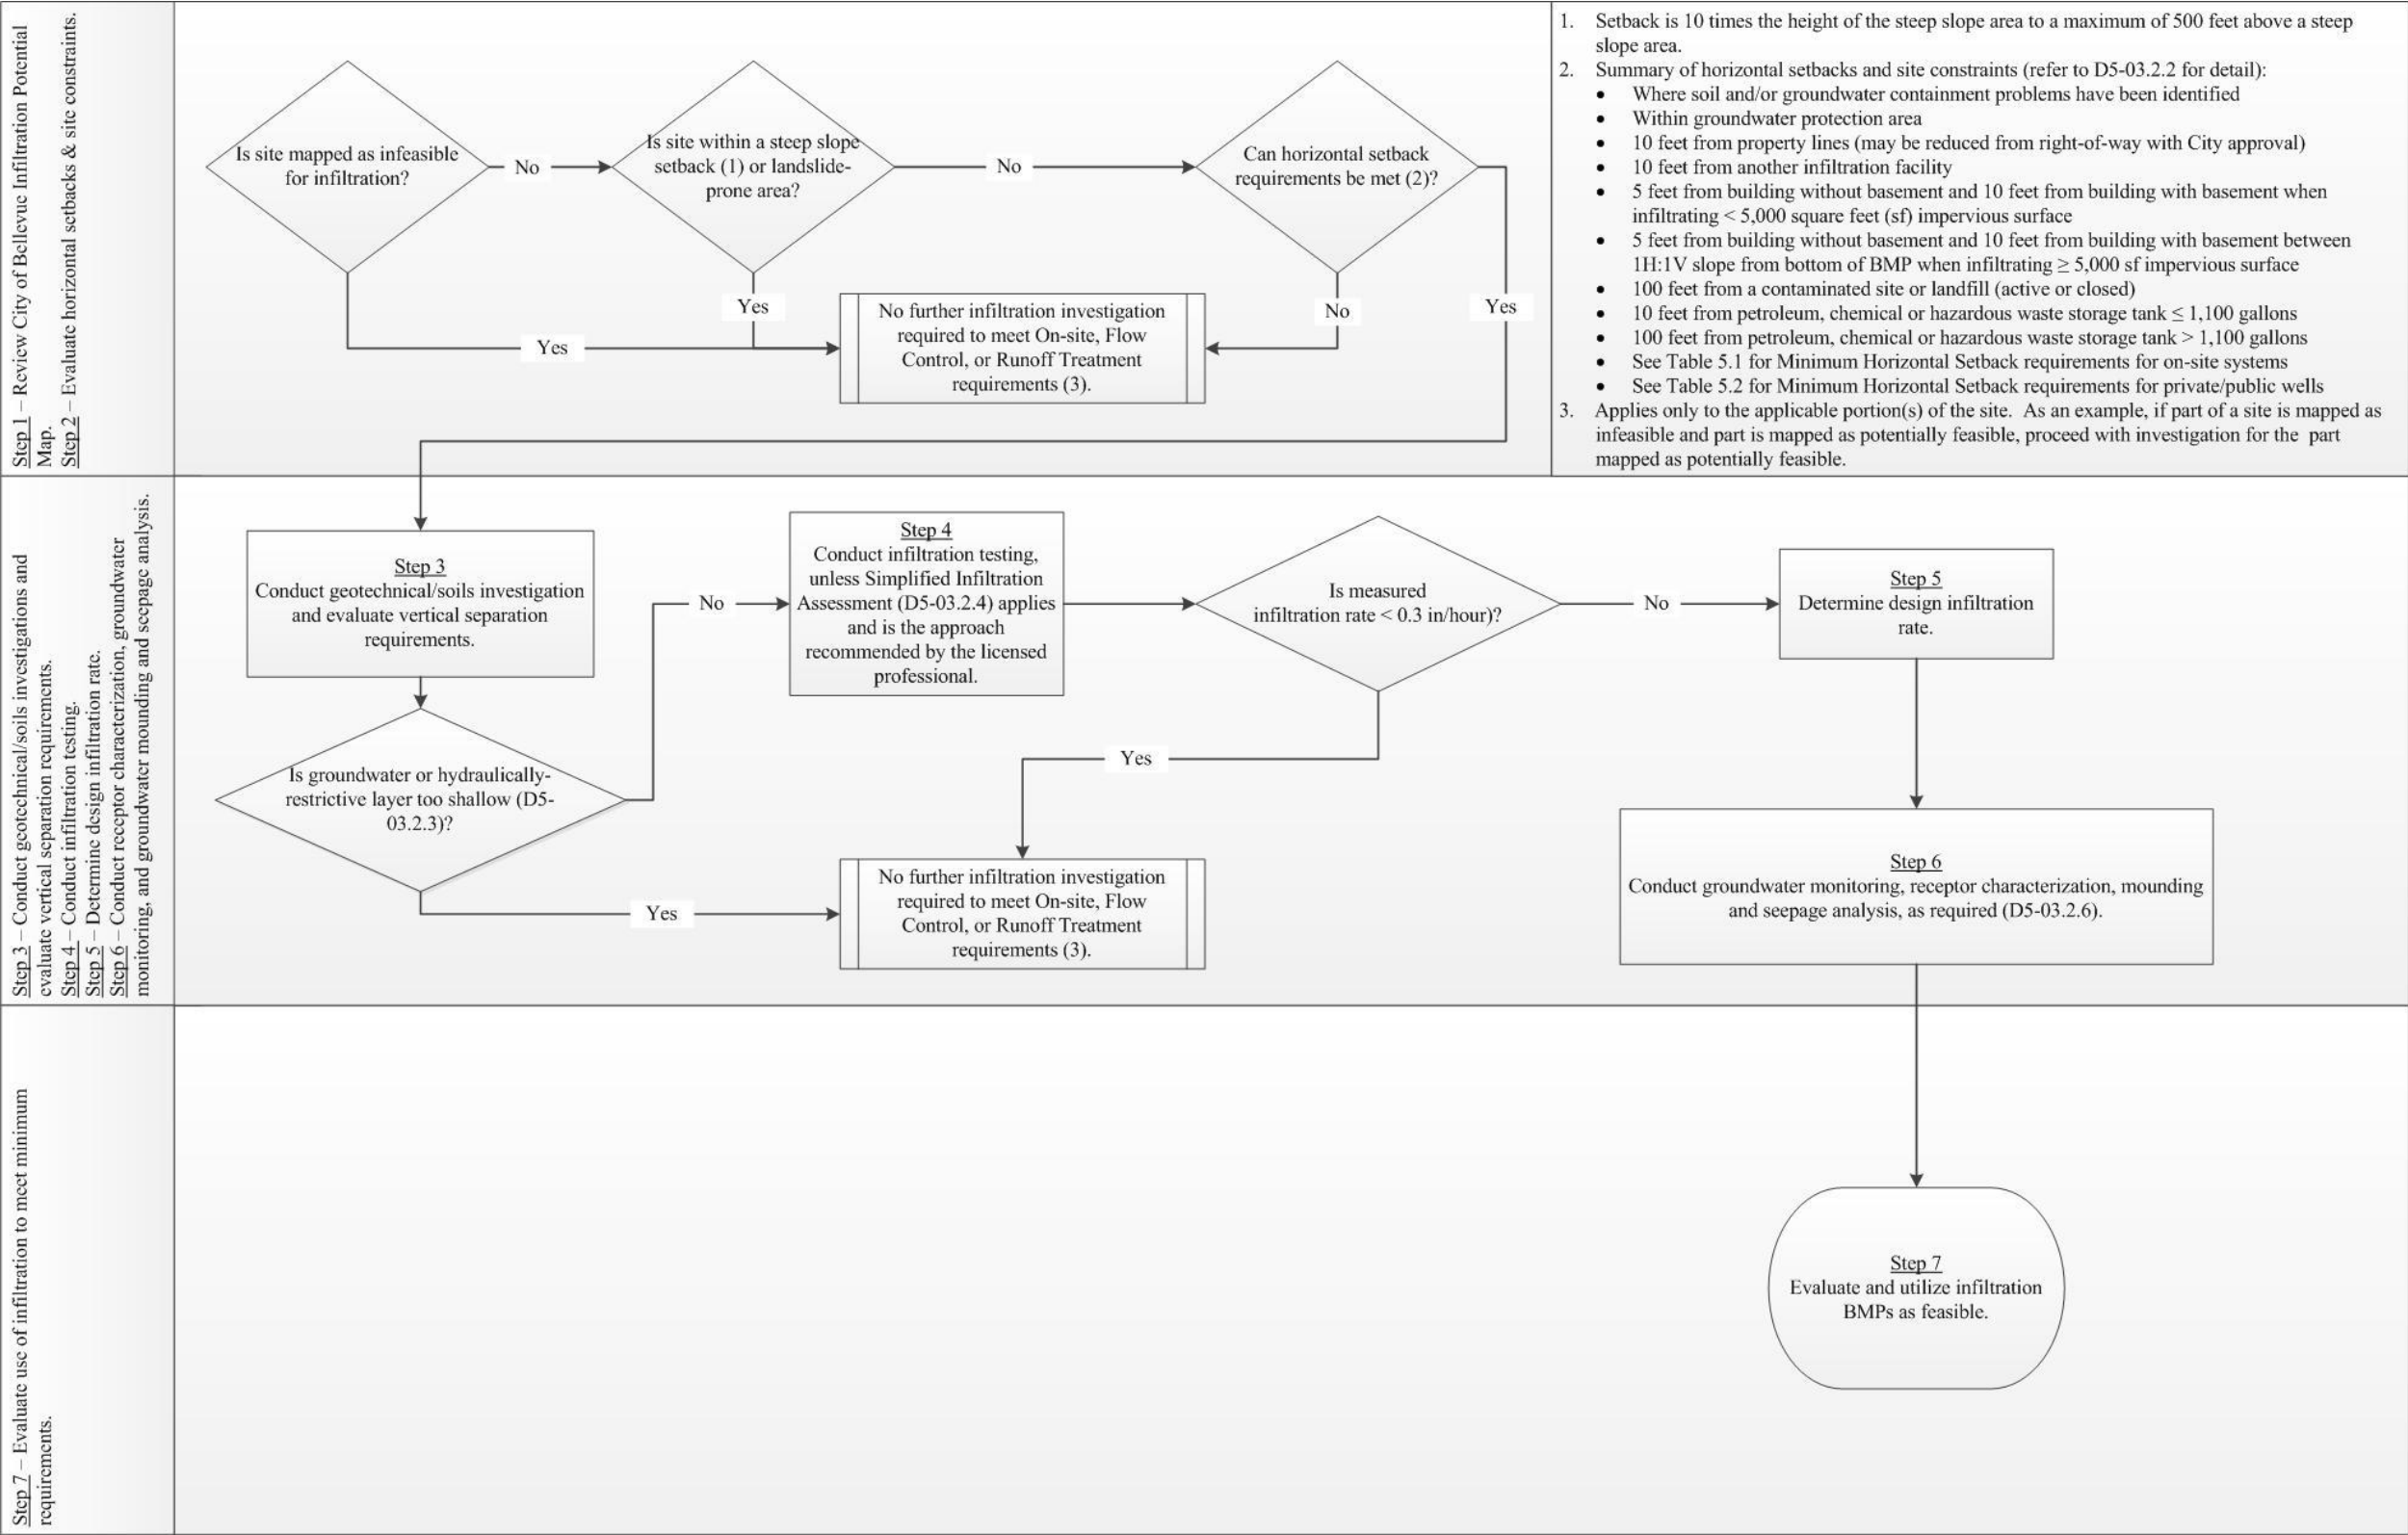 Step 1 – Review City of Bellevue Infiltration Potential
Map.
Step 2 – Evaluate horizontal setbacks & site constraints.
Is site mapped as infeasible
for infiltration?
No
Is site within a steep slope
setback (1) or landslide-
prone area?
No
Can horizontal setback
requirements be met (2)?
Yes
Yes
No
Yes
No further infiltration investigation
required to meet On-site, Flow
Control, or Runoff Treatment
requirements (3).
1. Setback is 10 times the height of the steep slope area to a maximum of 500 feet above a steep
slope area.
2. Summary of horizontal setbacks and site constraints (refer to D5-03.2.2 for detail):
• Where soil and/or groundwater containment problems have been identified
• Within groundwater protection area
• 10 feet from property lines (may be reduced from right-of-way with City approval)
• 10 feet from another infiltration facility
• 5 feet from building without basement and 10 feet from building with basement when
infiltrating < 5,000 square feet (sf) impervious surface
• 5 feet from building without basement and 10 feet from building with basement between
1H:1V slope from bottom of BMP when infiltrating ≥ 5,000 sf impervious surface
• 100 feet from a contaminated site or landfill (active or closed)
• 10 feet from petroleum, chemical or hazardous waste storage tank ≤ 1,100 gallons
• 100 feet from petroleum, chemical or hazardous waste storage tank > 1,100 gallons
• See Table 5.1 for Minimum Horizontal Setback requirements for on-site systems
• See Table 5.2 for Minimum Horizontal Setback requirements for private/public wells
3. Applies only to the applicable portion(s) of the site. As an example, if part of a site is mapped as
infeasible and part is mapped as potentially feasible, proceed with investigation for the part
mapped as potentially feasible.
Step 3 – Conduct geotechnical/soils investigations and
evaluate vertical separation requirements.
Step 4 – Conduct infiltration testing.
Step 5 – Determine design infiltration rate.
Step 6 – Conduct receptor characterization, groundwater
monitoring, and groundwater mounding and seepage analysis.
Step 3
Conduct geotechnical/soils investigation
and evaluate vertical separation
requirements.
Is groundwater or hydraulically-
restrictive layer too shallow (D5-
03.2.3)?
No
Yes
Step 4
Conduct infiltration testing,
unless Simplified Infiltration
Assessment (D5-03.2.4) applies
and is the approach
recommended by the licensed
professional.
Is measured
infiltration rate < 0.3 in/hour)?
Yes
No
No further infiltration investigation
required to meet On-site, Flow
Control, or Runoff Treatment
requirements (3).
Step 5
Determine design infiltration
rate.
Step 6
Conduct groundwater monitoring, receptor characterization, mounding
and seepage analysis, as required (D5-03.2.6).
Step 7 – Evaluate use of infiltration to meet minimum
requirements.
Step 7
Evaluate and utilize infiltration
BMPs as feasible.